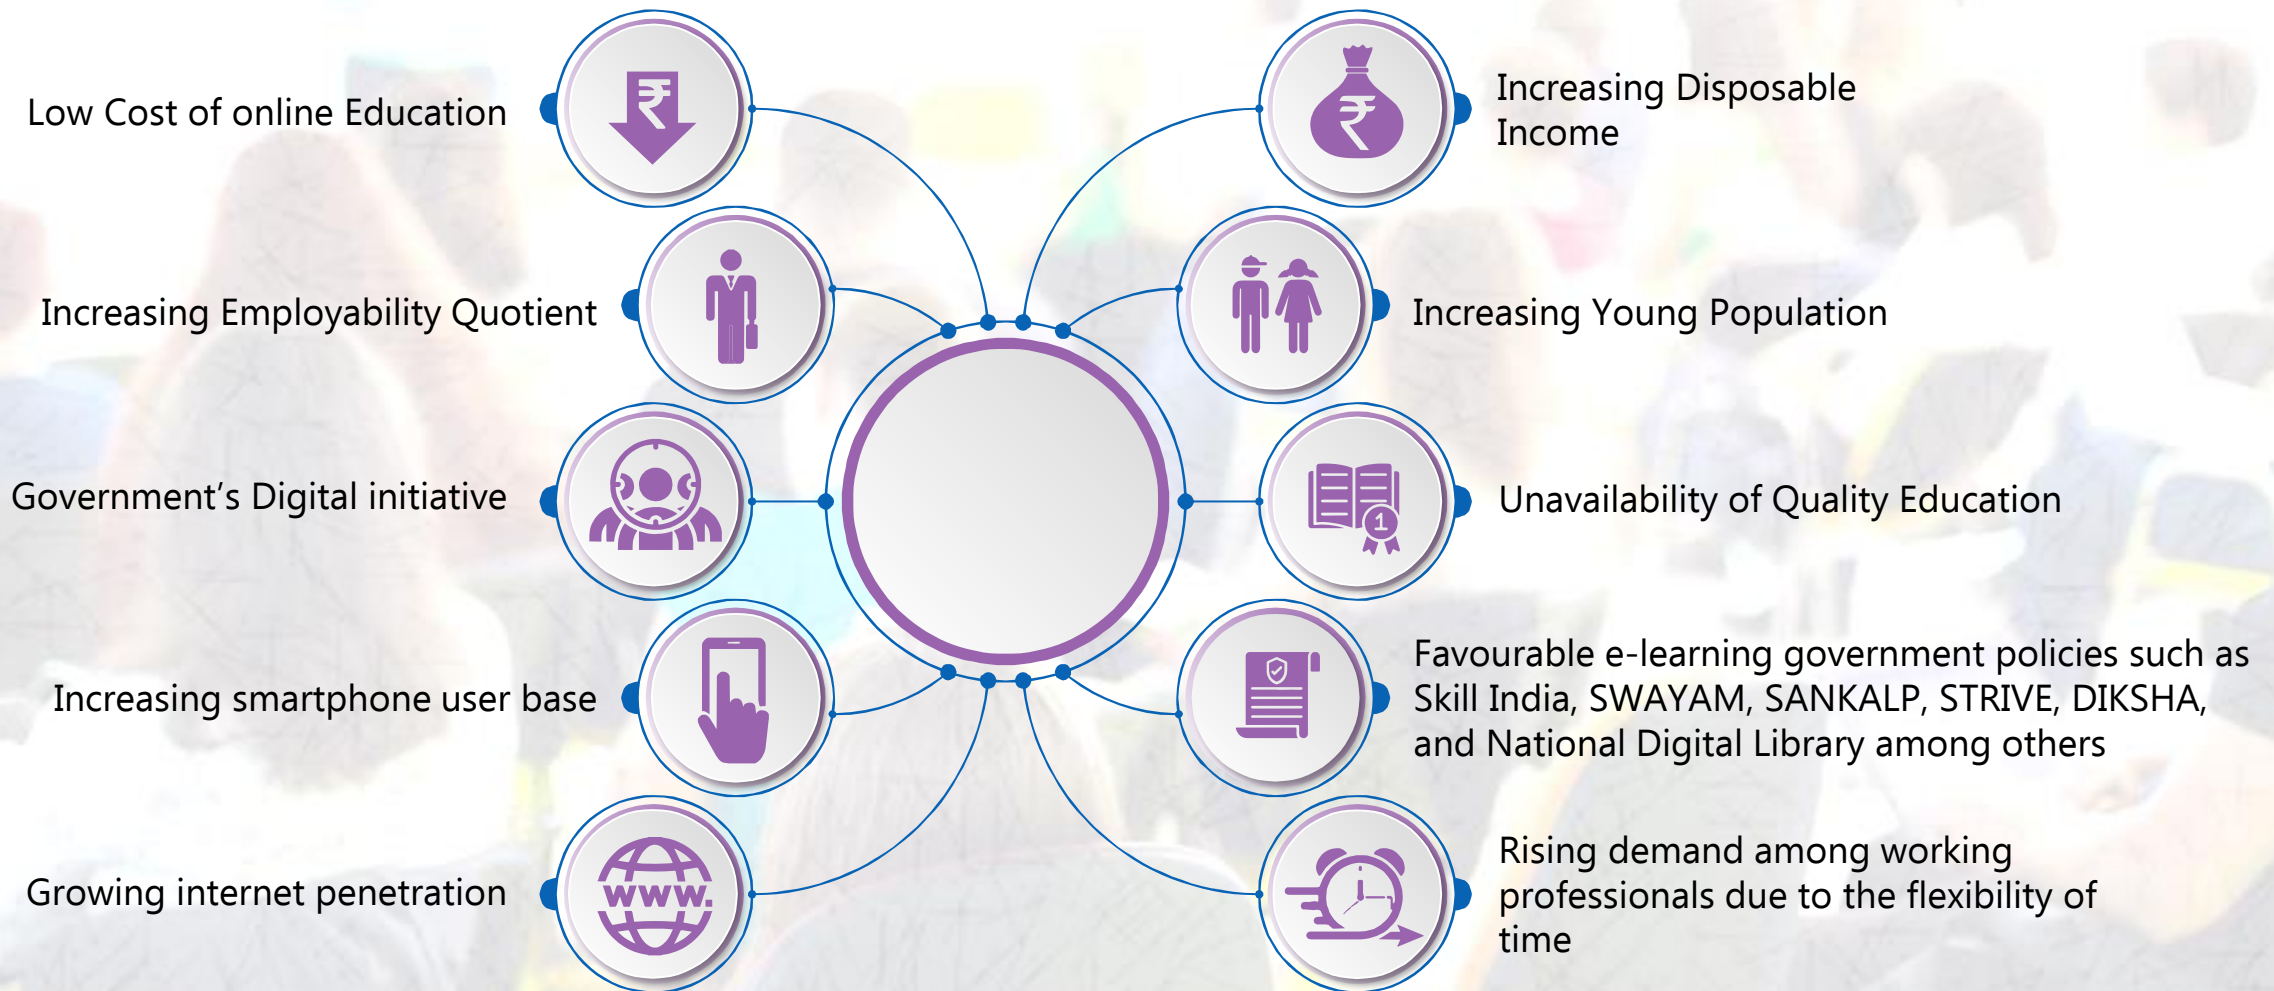 Low Cost of online Education
Increasing Employability Quotient
Government’s Digital initiative
Increasing smartphone user base
Growing internet penetration
www.
Increasing Disposable
Income
Increasing Young Population
Unavailability of Quality Education
1
Favourable e-learning government policies such as
Skill India, SWAYAM, SANKALP, STRIVE, DIKSHA,
and National Digital Library among others
Rising demand among working
professionals due to the flexibility of
time
₹
₹